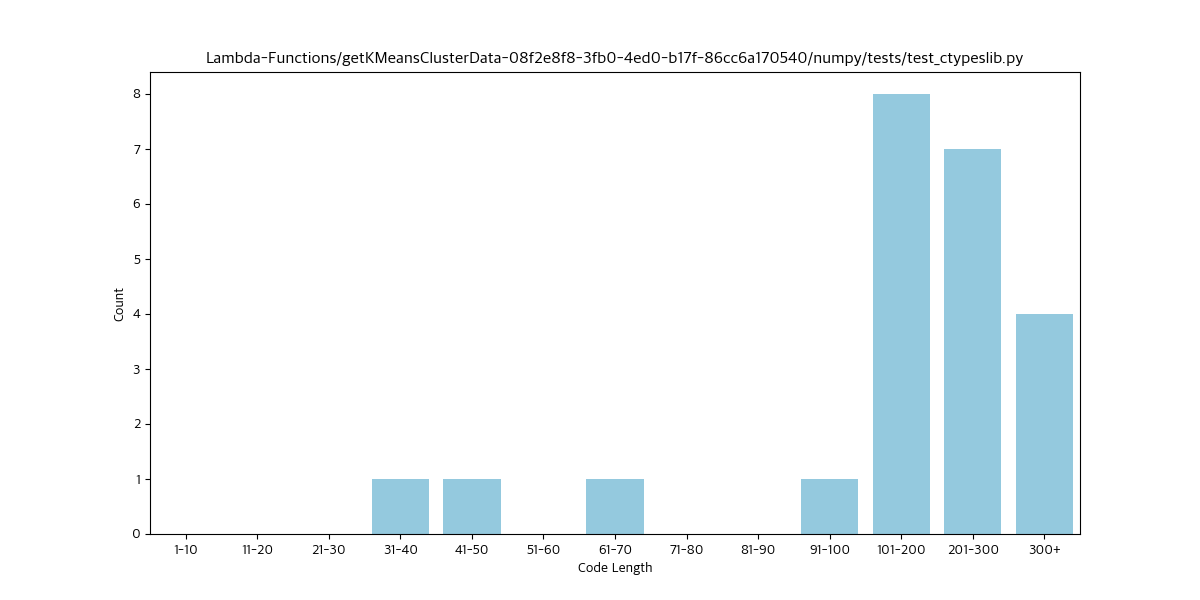 Lambda-Functions/getKMeansClusterData-08f2e8f8-3fb0-4ed0-b17f-86cc6a170540/numpy/tests/test_ctypeslib.py
8
7
6
5
4
3
2
1
0
Count
1-10 11-20 21-30 31-40 41-50 51-60 61-70 71-80 81-90 91-100 101-200 201-300 300+
Code Length